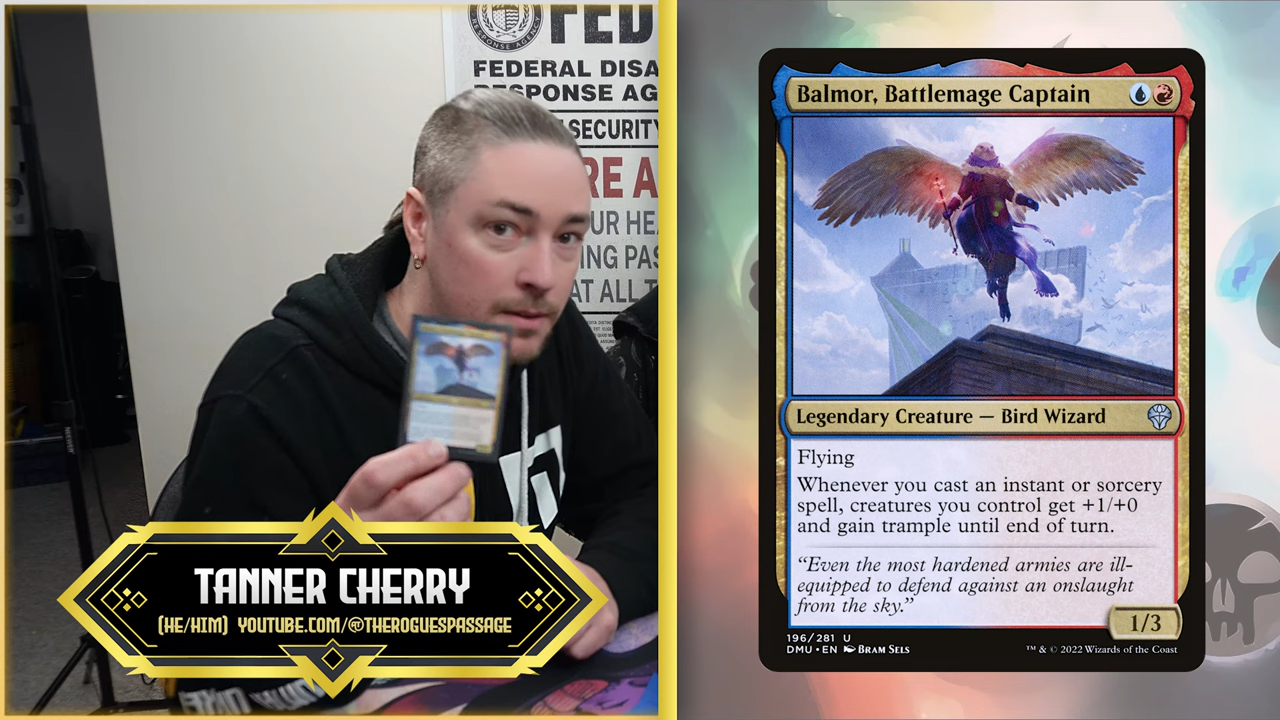 FED
FEDERAL DISA
RESPONSE AG
SECURITY
RE A
UR HE
ING PAS
AT ALL T
TANNER CHERRY
(HE/HIM) YOUTUBE.COM/@THEROGUESPASSAGE
Balmor, Battlemage Captain
Legendary Creature — Bird Wizard
Flying
Whenever you cast an instant or sorcery
spell, creatures you control get +1/+0
and gain trample until end of turn.
“Even the most hardened armies are ill-
equipped to defend against an onslaught
from the sky.”
1/3
196/281 U
DMU • EN BRAM SELS
™ & © 2022 Wizards of the Coast